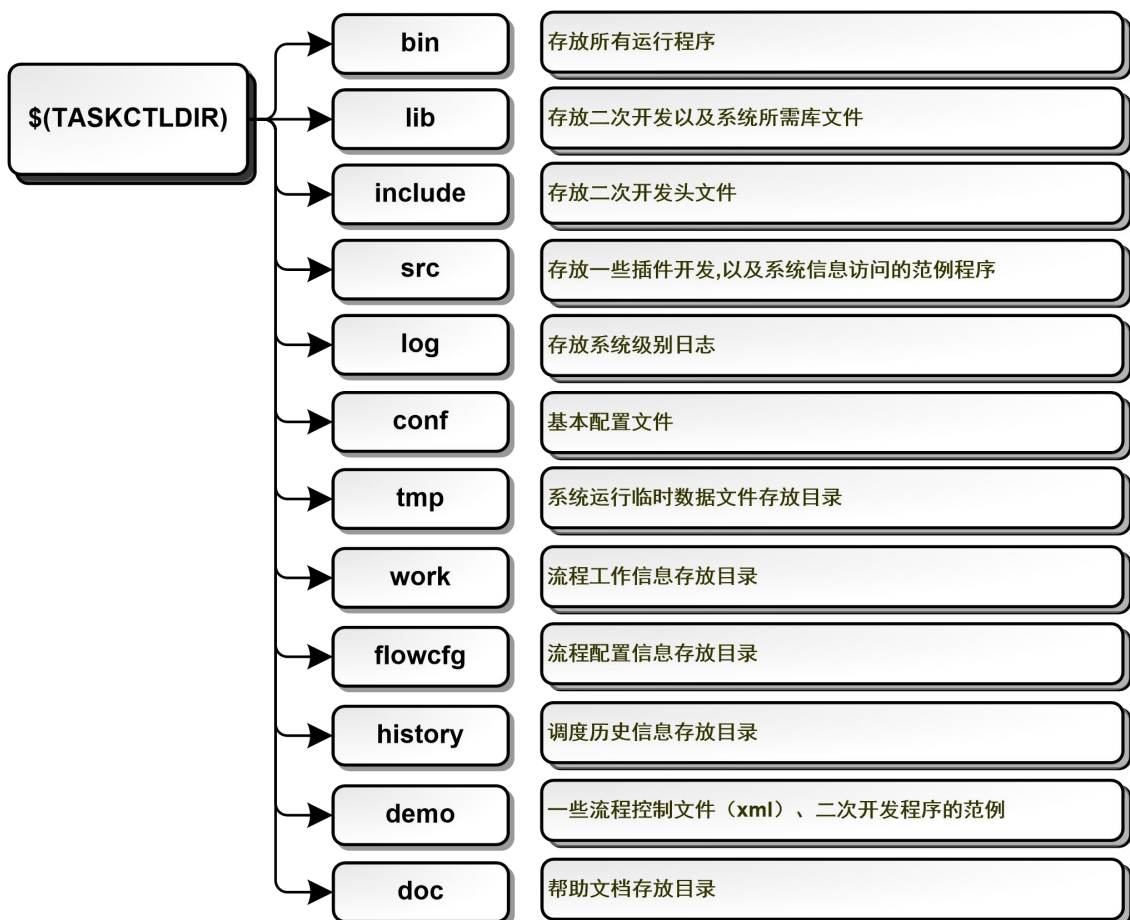 $(TASKCTLDIR)
bin
存放所有运行程序
lib
存放二次开发以及系统所需库文件
include
存放二次开发头文件
src
存放一些插件开发,以及系统信息访问的范例程序
log
存放系统级别日志
conf
基本配置文件
tmp
系统运行临时数据文件存放目录
work
流程工作信息存放目录
flowcfg
流程配置信息存放目录
history
调度历史信息存放目录
demo
一些流程控制文件（xml）、二次开发程序的范例
doc
帮助文档存放目录